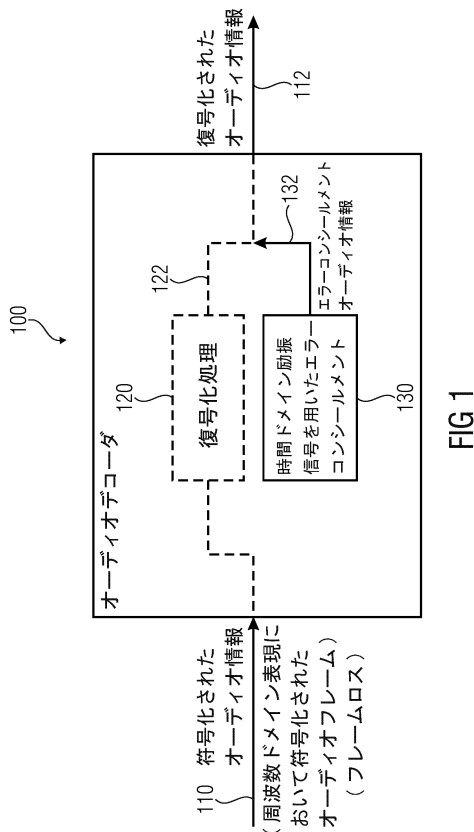 100
オーディオデコーダ
符号化された
オーディオ情報
110
(周波数ドメイン表現に
おいて符号化された
オーディオフレーム)
(フレームロス)
120
復号化処理
122
時間ドメイン励振
信号を用いたエラー
コンシールメント
130
132
エラーコンシールメント
オーディオ情報
復号化された
オーディオ情報
112
FIG 1